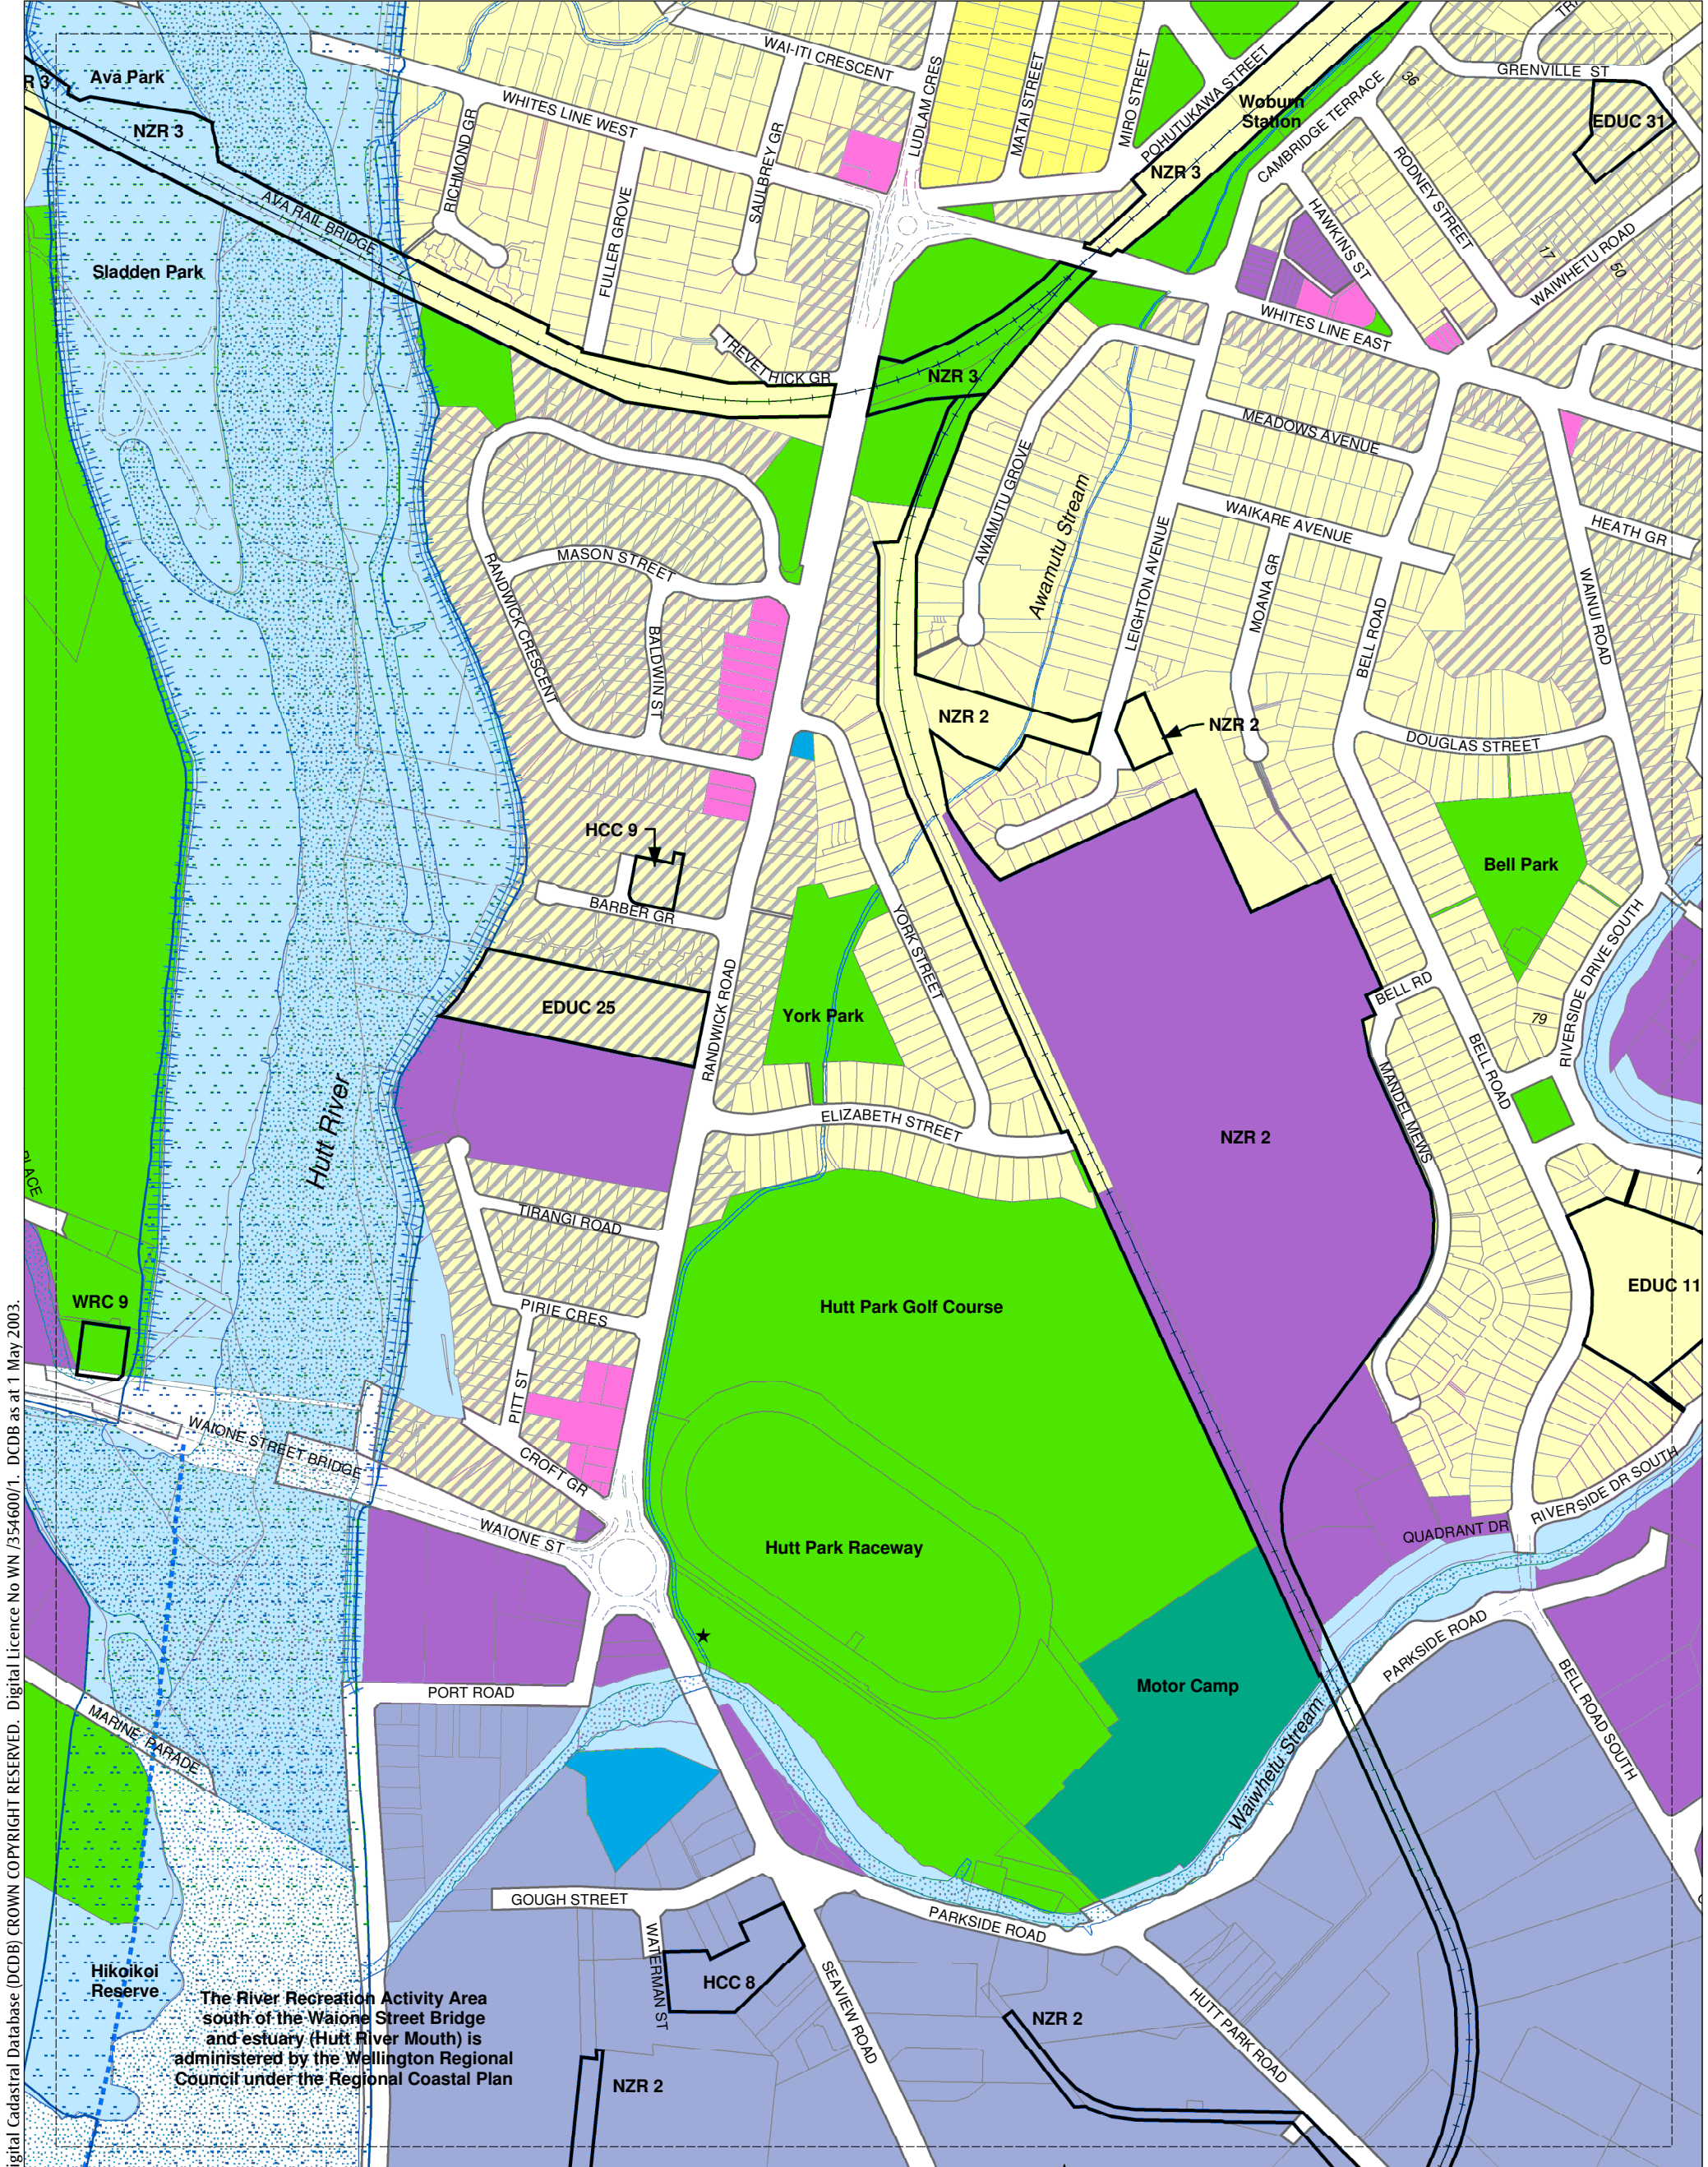 WAI-ITI CRESCENT
LUDLAM CRES
MATAI STREET
MIRO STREET
POHUTUKAWA STREET
Woburn
Station
CAMBRIDGE TERRACE
36
GRENVILLE ST
EDUC 31
R 3
Ava Park
NZR 3
WHITES LINE WEST
RICHMOND GR
FULLER GROVE
SAULBREY GR
NZR 3
RODNEY STREET
HAWKINS ST
17
50
WAIWHETU ROAD
AVA RAIL BRIDGE
Sladden Park
TREVETHICK GR
NZR 3
WHITES LINE EAST
MEADOWS AVENUE
AWAMUTU GROVE
Awamutu Stream
LEIGHTON AVENUE
WAIKARE AVENUE
MOANA GR
BELL ROAD
HEATH GR
WAINUI ROAD
MASON STREET
RANDWICK CRESCENT
BALDWIN ST
NZR 2
NZR 2
DOUGLAS STREET
HCC 9
BARBER GR
Bell Park
YORK STREET
RANDWICK ROAD
EDUC 25
York Park
BELL RD
79
RIVERSIDE DRIVE SOUTH
Hutt River
ELIZABETH STREET
NZR 2
MANDEL MEWS
BELL ROAD
LACE
TIRANGI ROAD
EDUC 11
WRC 9
Hutt Park Golf Course
PIRIE CRES
PITT ST
WAIONE STREET BRIDGE
CROFT GR
WAIONE ST
Hutt Park Raceway
QUADRANT DR
RIVERSIDE DR SOUTH
PARKSIDE ROAD
BELL ROAD SOUTH
PORT ROAD
Motor Camp
Waiwhetu Stream
MARINE PARADE
GOUGH STREET
WATERMAN ST
HCC 8
SEAVIEW ROAD
PARKSIDE ROAD
HUTT PARK ROAD
NZR 2
Hikoikoi
Reserve
The River Recreation Activity Area
south of the Waione Street Bridge
and estuary (Hutt River Mouth) is
administered by the Wellington Regional
Council under the Regional Coastal Plan
NZR 2
igital Cadastral Database (DCDB) CROWN COPYRIGHT RESERVED. Digital Licence No WN /354600/1. DCDB as at 1 May 2003.